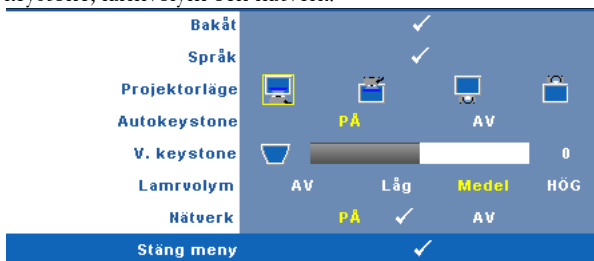 Bakåt
Språk
Projektorläge
Autokeystone PÅ AV
V. keystone 0
Lamrvolym AV Låg Medel HÖG
Nätverk PÅ AV
Stäng meny